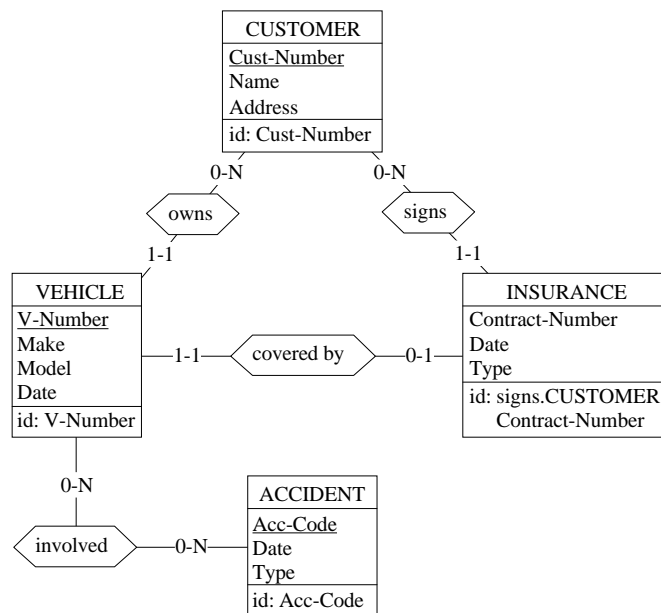 CUSTOMER
Cust-Number
Name
Address
id: Cust-Number
0-N
0-N
owns
signs
1-1
1-1
VEHICLE
V-Number
Make
Model
Date
id: V-Number
1-1
covered by
0-1
INSURANCE
Contract-Number
Date
Type
id: signs.CUSTOMER
Contract-Number
0-N
involved
0-N
ACCIDENT
Acc-Code
Date
Type
id: Acc-Code